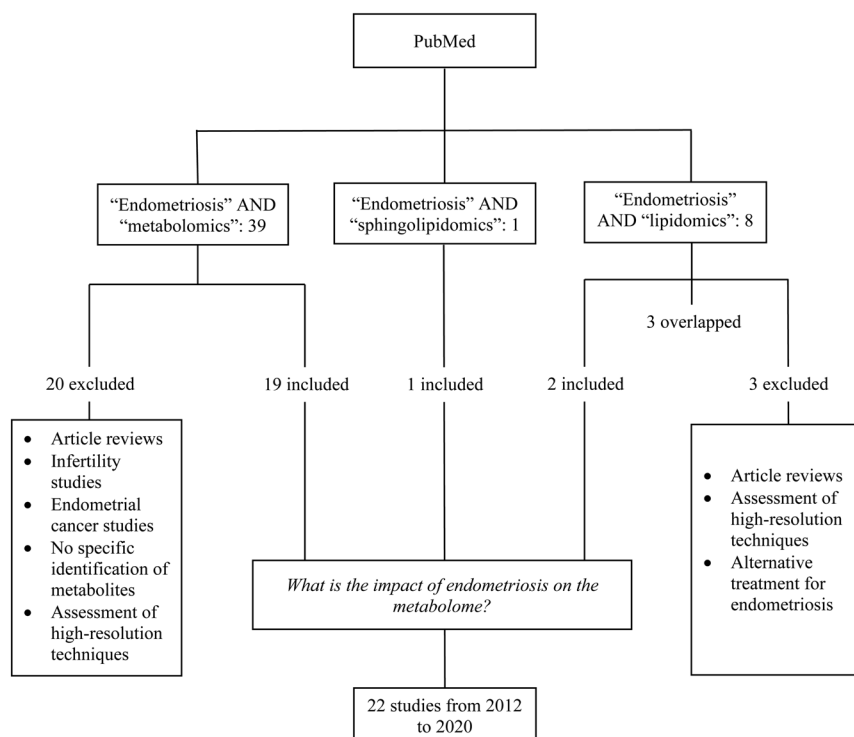 PubMed
“Endometriosis” AND
“metabolomics”: 39
“Endometriosis” AND
“sphingolipidomics”: 1
“Endometriosis”
AND “lipidomics”: 8
3 overlapped
20 excluded
19 included
1 included
2 included
3 excluded
• Article reviews
• Infertility
studies
• Endometrial
cancer studies
• No specific
identification of
metabolites
• Assessment of
high-resolution
techniques
• Article reviews
• Assessment of
high-resolution
techniques
• Alternative
treatment for
endometriosis
What is the impact of endometriosis on the
metabolome?
22 studies from 2012
to 2020